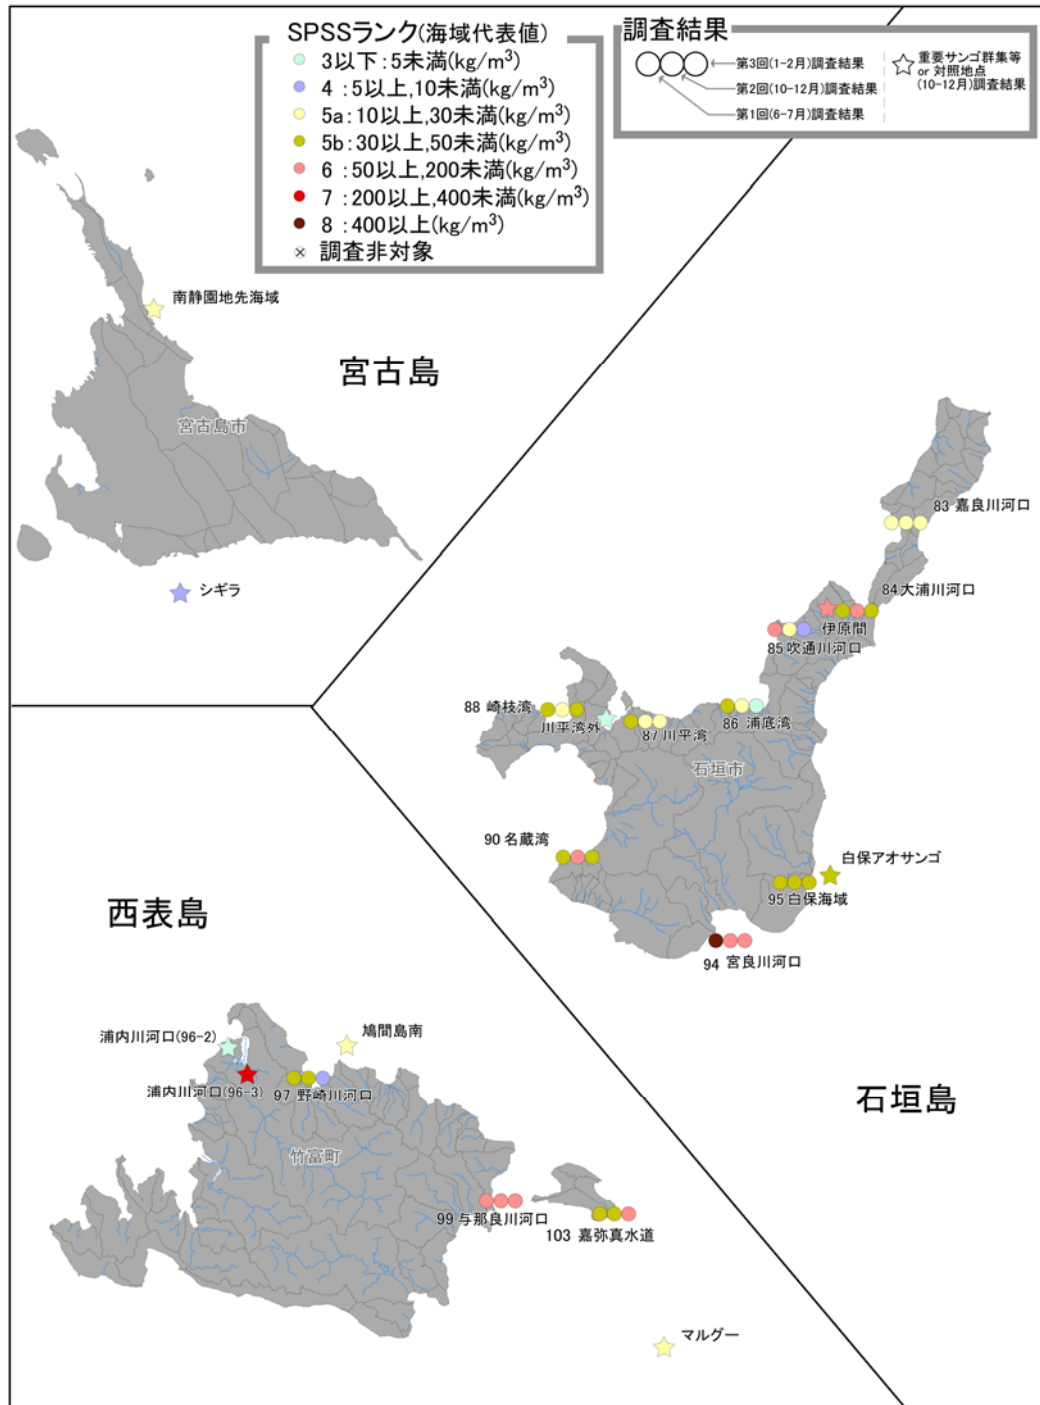 SPSSランク(海域代表値)
3以下:5未満(kg/m³)
4 :5以上,10未満(kg/m³)
5a:10以上,30未満(kg/m³)
5b:30以上,50未満(kg/m³)
6 :50以上,200未満(kg/m³)
7 :200以上,400未満(kg/m³)
8 :400以上(kg/m³)
調査非対象
調査結果
第3回(1-2月)調査結果
第2回(10-12月)調査結果
第1回(6-7月)調査結果
重要サンゴ群集等
or 対照地点
(10-12月)調査結果
南静園地先海域
宮古島
宮古島市
シギラ
83 嘉良川河口
84 大浦川河口
伊原間
85 吹通川河口
88 崎枝湾
川平湾外
87 川平湾
86 浦底湾
石垣市
90 名蔵湾
白保アオサンゴ
95 白保海域
94 宮良川河口
石垣島
西表島
浦内川河口(96-2)
鳩間島南
浦内川河口(96-3)
97 野崎川河口
竹富町
99 与那良川河口
103 嘉弥真水道
マルグー